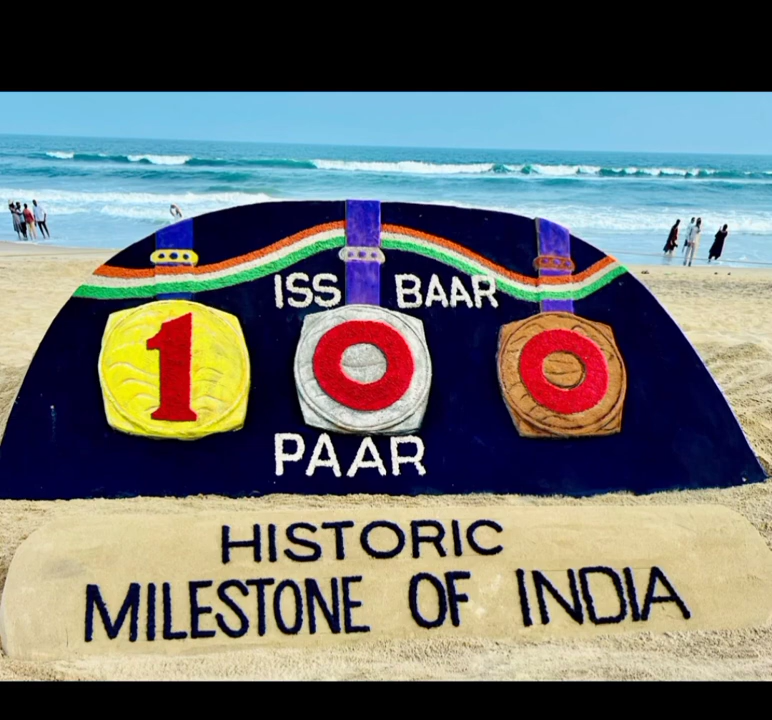 ISS BAAR
100
PAAR
HISTORIC
MILESTONE OF INDIA